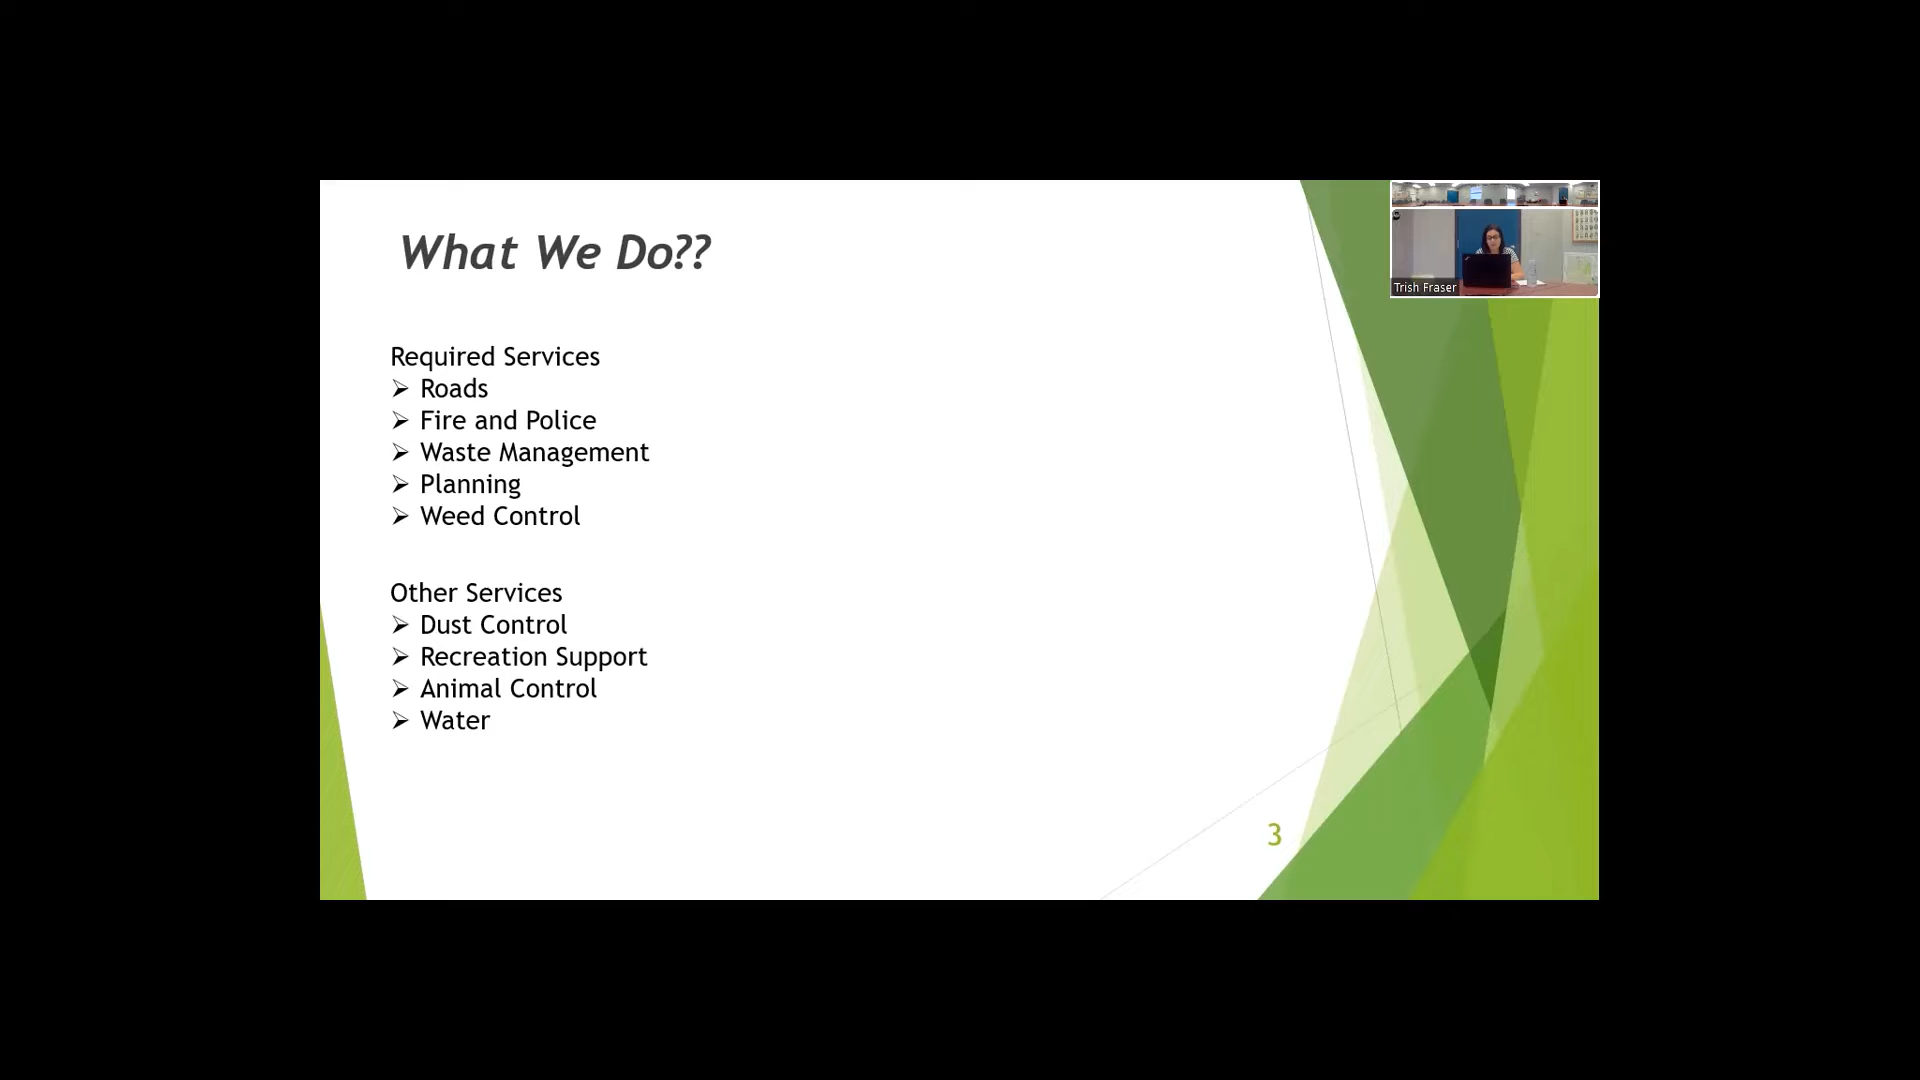 What We Do??
Trish Fraser
Required Services
Roads
Fire and Police
Waste Management
Planning
Weed Control
Other Services
Dust Control
Recreation Support
Animal Control
Water
3